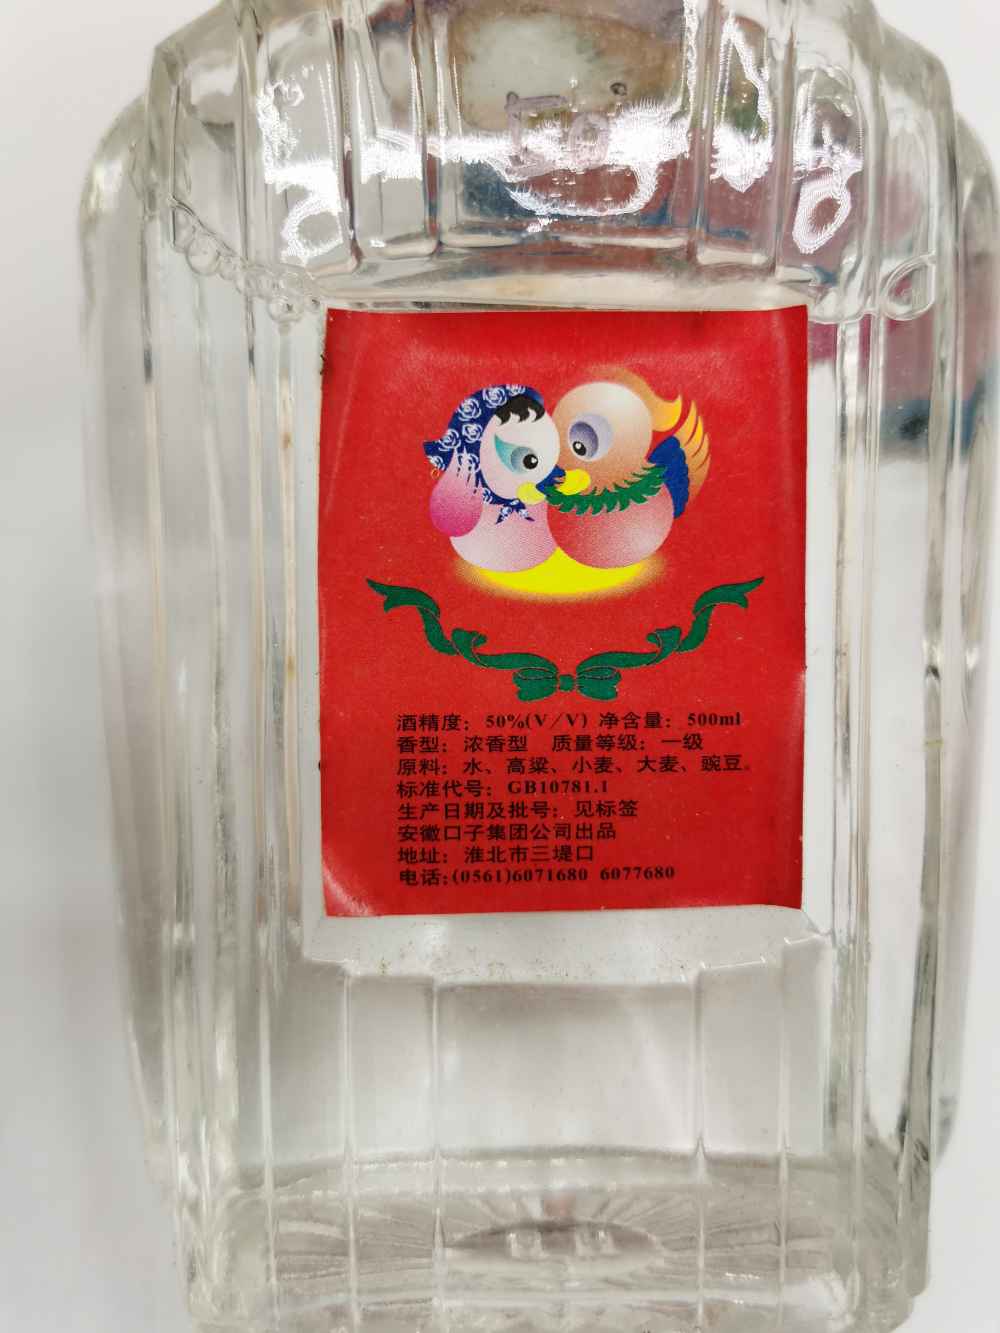 酒精度：50%(V/V) 净含量：500ml
香型：浓香型 质量等级：一级
原料：水、高粱、小麦、大麦、豌豆。
标准代号：GB10781.1
生产日期及批号：见标签
安徽口子集团公司出品
地址：淮北市三堤口
电话：(0561)6071680 6077680